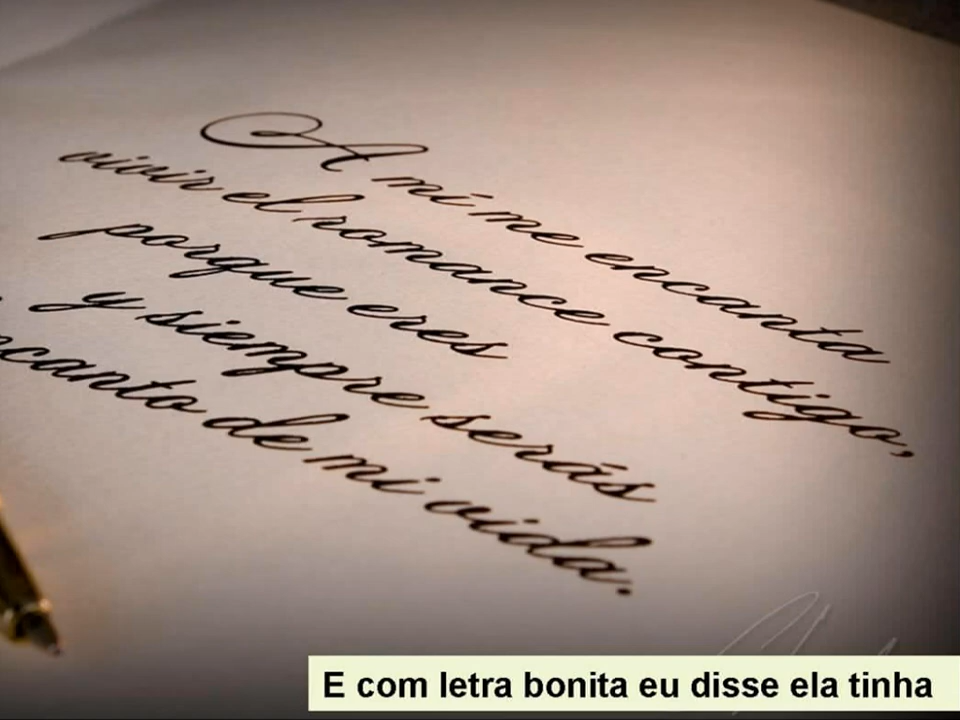 A mí me encanta
vivir el romance contigo,
porque eres
y siempre serás
canto de mi vida.
E com letra bonita eu disse ela tinha